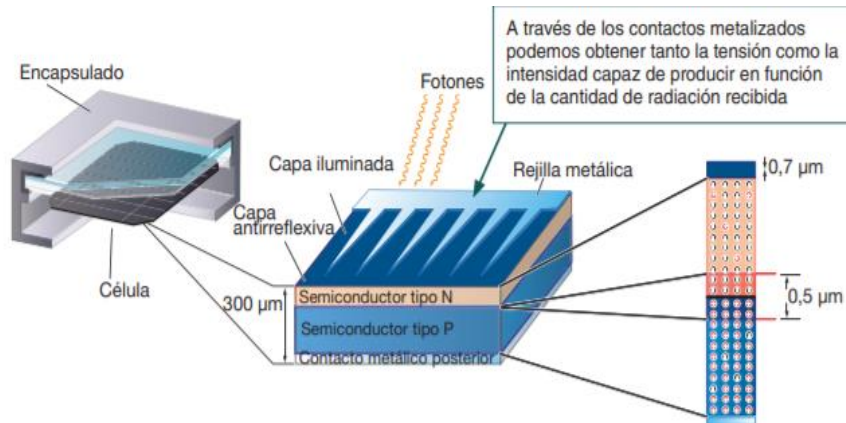 A través de los contactos metalizados
podemos obtener tanto la tensión como la
intensidad capaz de producir en función
de la cantidad de radiación recibida
Encapsulado
Fotones
Capa iluminada
Rejilla metálica
0,7 µm
Capa
antirreflexiva
Célula
300 µm
Semiconductor tipo N
0,5 µm
Semiconductor tipo P
Contacto metálico posterior